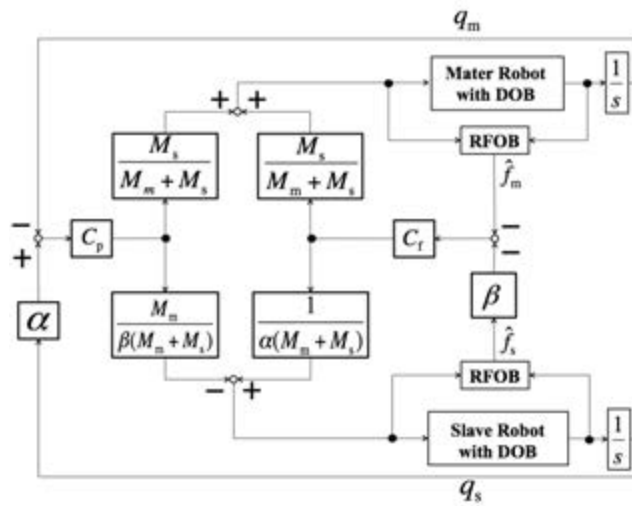 q_m
Mater Robot
with DOB
1
s
+ +
M_s
M_m + M_s
M_s
M_m + M_s
RFOB
f̂_m
−
+
C_p
C_f
−
−
α
M_m
β(M_m + M_s)
1
α(M_m + M_s)
β
f̂_s
− +
RFOB
Slave Robot
with DOB
1
s
q_s